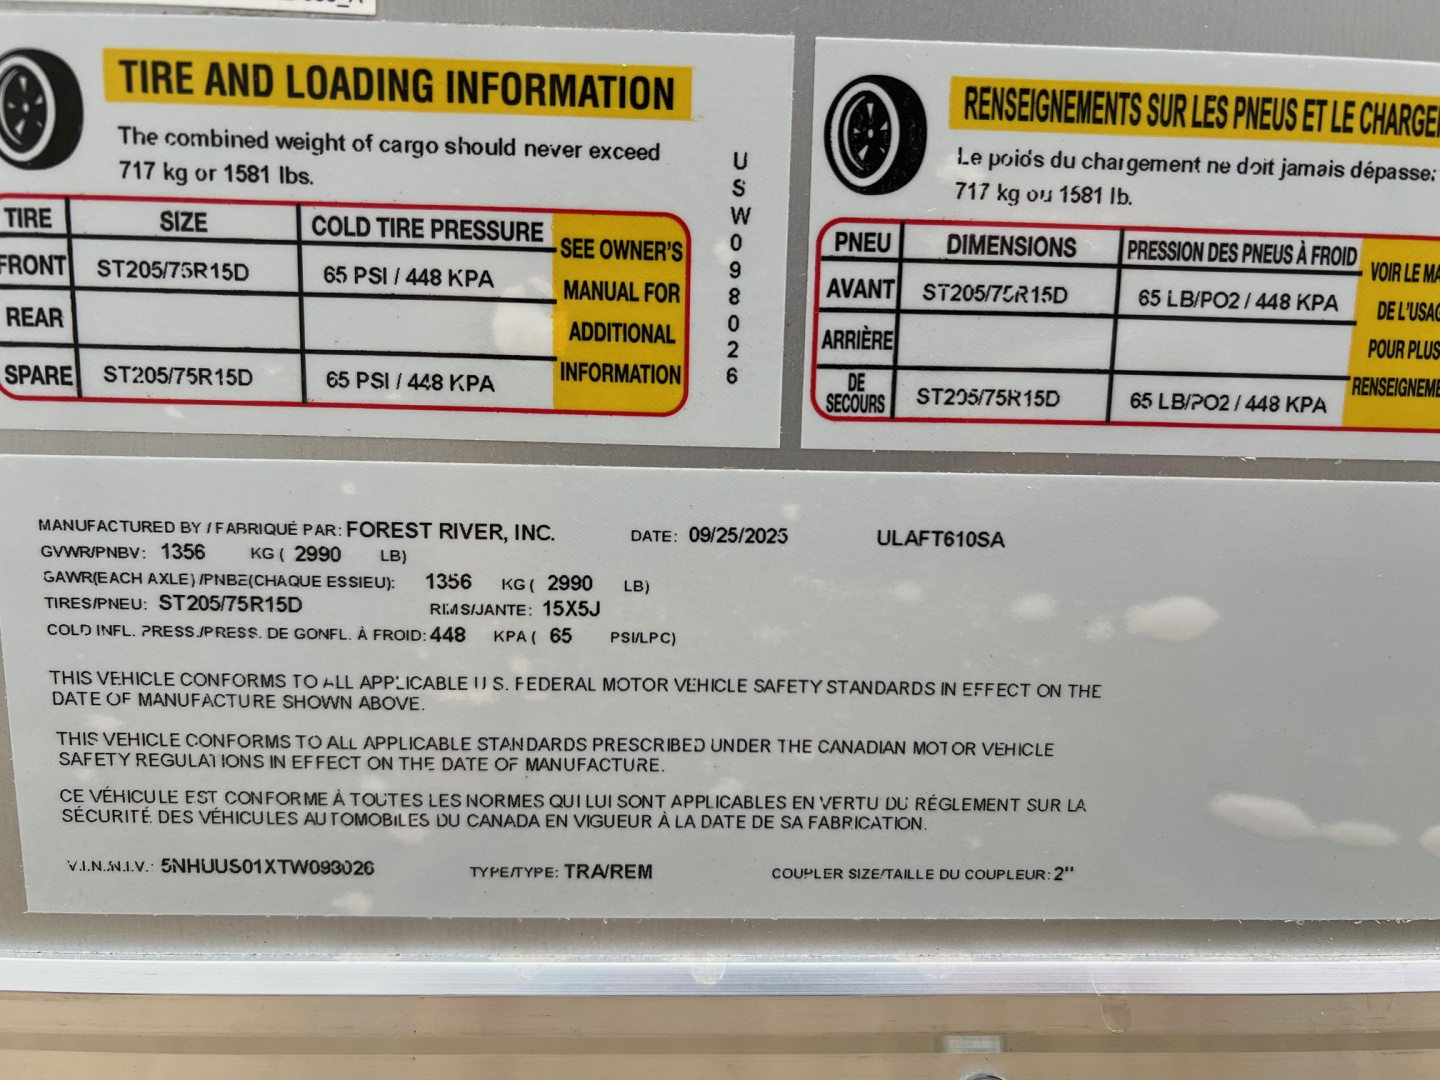 TIRE AND LOADING INFORMATION
The combined weight of cargo should never exceed
717 kg or 1581 lbs.
TIRE SIZE COLD TIRE PRESSURE SEE OWNER'S MANUAL FOR ADDITIONAL INFORMATION
FRONT ST205/75R15D 65 PSI / 448 KPA
REAR
SPARE ST205/75R15D 65 PSI / 448 KPA
USW098026
RENSEIGNEMENTS SUR LES PNEUS ET LE
Le poids du chargement ne doit jamais dépasse;
717 kg ou 1581 lb.
PNEU DIMENSIONS PRESSION DES PNEUS À FROID VOIR LE
AVANT ST205/75R15D 65 LB/PO2 / 448 KPA DE
ARRIÈRE POUR
DE SECOURS ST205/75R15D 65 LB/PO2 / 448 KPA
MANUFACTURED BY / FABRIQUÉ PAR: FOREST RIVER, INC. DATE: 09/25/2025 ULAFT610SA
GVWR/PNBV: 1356 KG ( 2990 LB)
GAWR(EACH AXLE) /PNBE(CHAQUE ESSIEU): 1356 KG ( 2990 LB)
TIRES/PNEU: ST205/75R15D RIMS/JANTE: 15X5J
COLD INFL. PRESS./PRESS. DE GONFL. À FROID: 448 KPA ( 65 PSI/LPC)
THIS VEHICLE CONFORMS TO ALL APPLICABLE U.S. FEDERAL MOTOR VEHICLE SAFETY STANDARDS IN EFFECT ON THE
DATE OF MANUFACTURE SHOWN ABOVE.
THIS VEHICLE CONFORMS TO ALL APPLICABLE STANDARDS PRESCRIBED UNDER THE CANADIAN MOTOR VEHICLE
SAFETY REGULATIONS IN EFFECT ON THE DATE OF MANUFACTURE.
CE VÉHICULE EST CONFORME À TOUTES LES NORMES QUI LUI SONT APPLICABLES EN VERTU DU RÉGLEMENT SUR LA
SÉCURITÉ DES VÉHICULES AUTOMOBILES DU CANADA EN VIGUEUR À LA DATE DE SA FABRICATION.
V.I.N./N.I.V.: 5NHUUS01XTW098026 TYPE/TYPE: TRA/REM COUPLER SIZE/TAILLE DU COUPLEUR: 2"